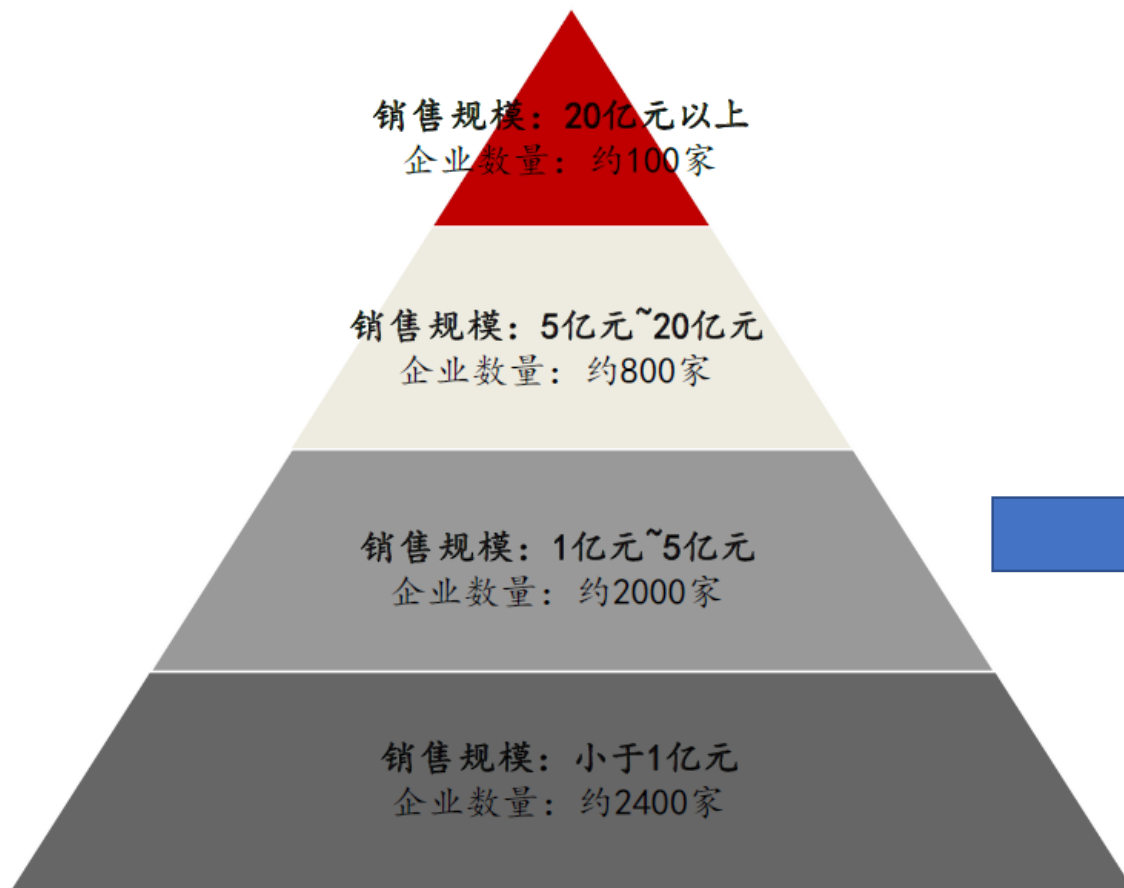 销售规模：20亿元以上
企业数量：约100家
销售规模：5亿元~20亿元
企业数量：约800家
销售规模：1亿元~5亿元
企业数量：约2000家
销售规模：小于1亿元
企业数量：约2400家